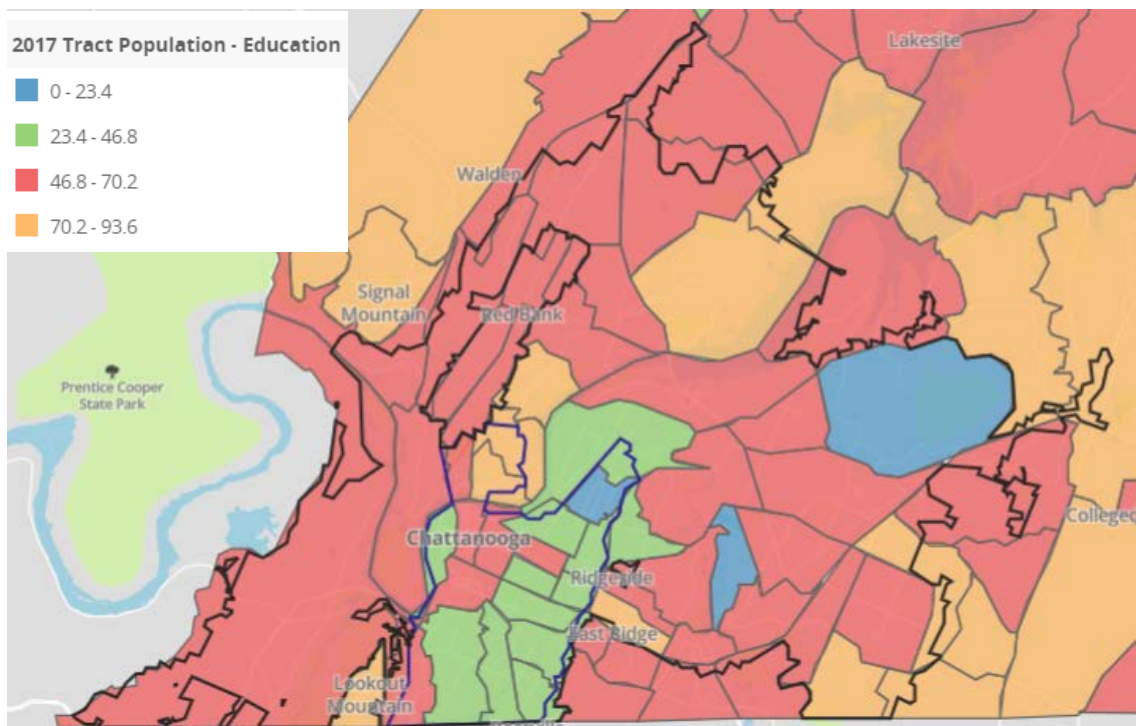 2017 Tract Population - Education
0 - 23.4
23.4 - 46.8
46.8 - 70.2
70.2 - 93.6
Lakesite
Walden
Signal
Mountain
Red Bank
Prentice Cooper
State Park
Chattanooga
Colleged
Ridgeside
East Ridge
Lookout
Mountain